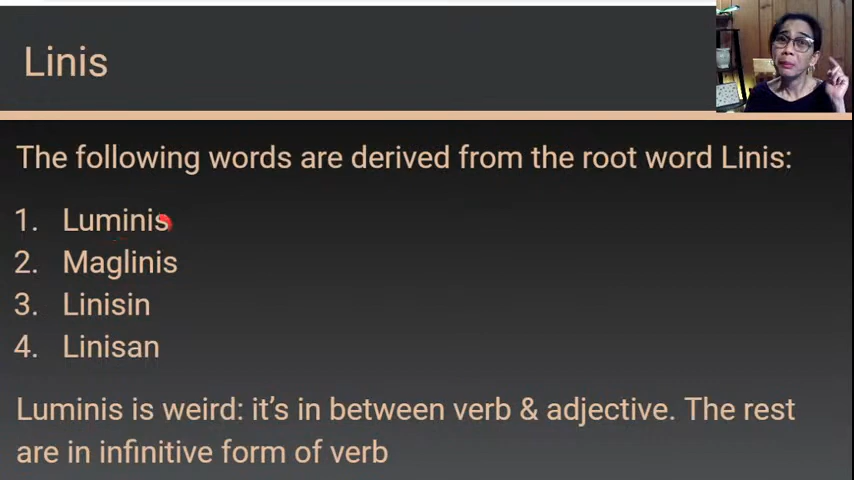 Linis
The following words are derived from the root word Linis:
1. Luminis
2. Maglinis
3. Linisin
4. Linisan
Luminis is weird: it's in between verb & adjective. The rest
are in infinitive form of verb